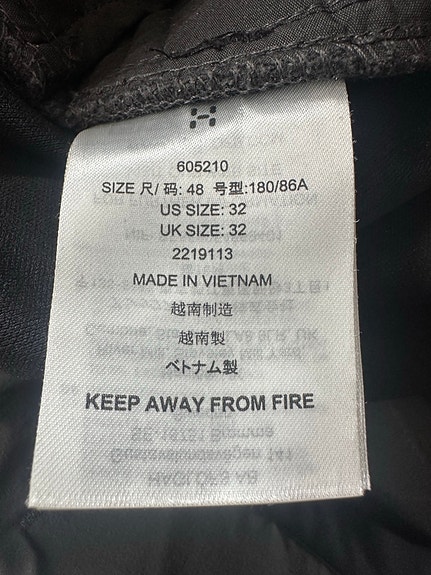 605210
SIZE 尺/ 码: 48 号型:180/86A
US SIZE: 32
UK SIZE: 32
2219113
MADE IN VIETNAM
越南制造
越南製
ベトナム製
KEEP AWAY FROM FIRE